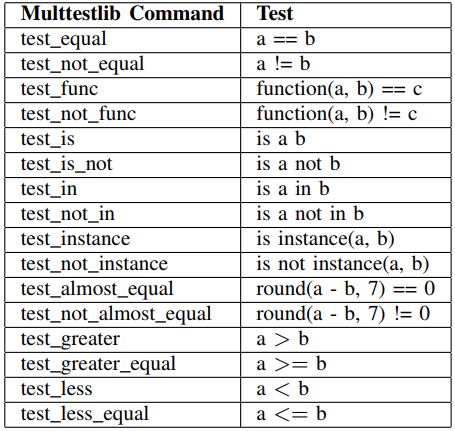 Multtestlib Command Test
test_equal a == b
test_not_equal a != b
test_func function(a, b) == c
test_not_func function(a, b) != c
test_is is a b
test_is_not is a not b
test_in is a in b
test_not_in is a not in b
test_instance is instance(a, b)
test_not_instance is not instance(a, b)
test_almost_equal round(a - b, 7) == 0
test_not_almost_equal round(a - b, 7) != 0
test_greater a > b
test_greater_equal a >= b
test_less a < b
test_less_equal a <= b